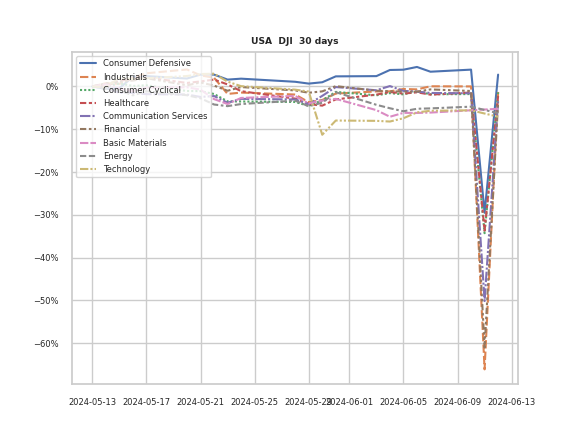 USA DJI 30 days
Consumer Defensive
Industrials
Consumer Cyclical
Healthcare
Communication Services
Financial
Basic Materials
Energy
Technology
0%
−10%
−20%
−30%
−40%
−50%
−60%
2024-05-13 2024-05-17 2024-05-21 2024-05-25 2024-05-29 2024-06-01 2024-06-05 2024-06-09 2024-06-13